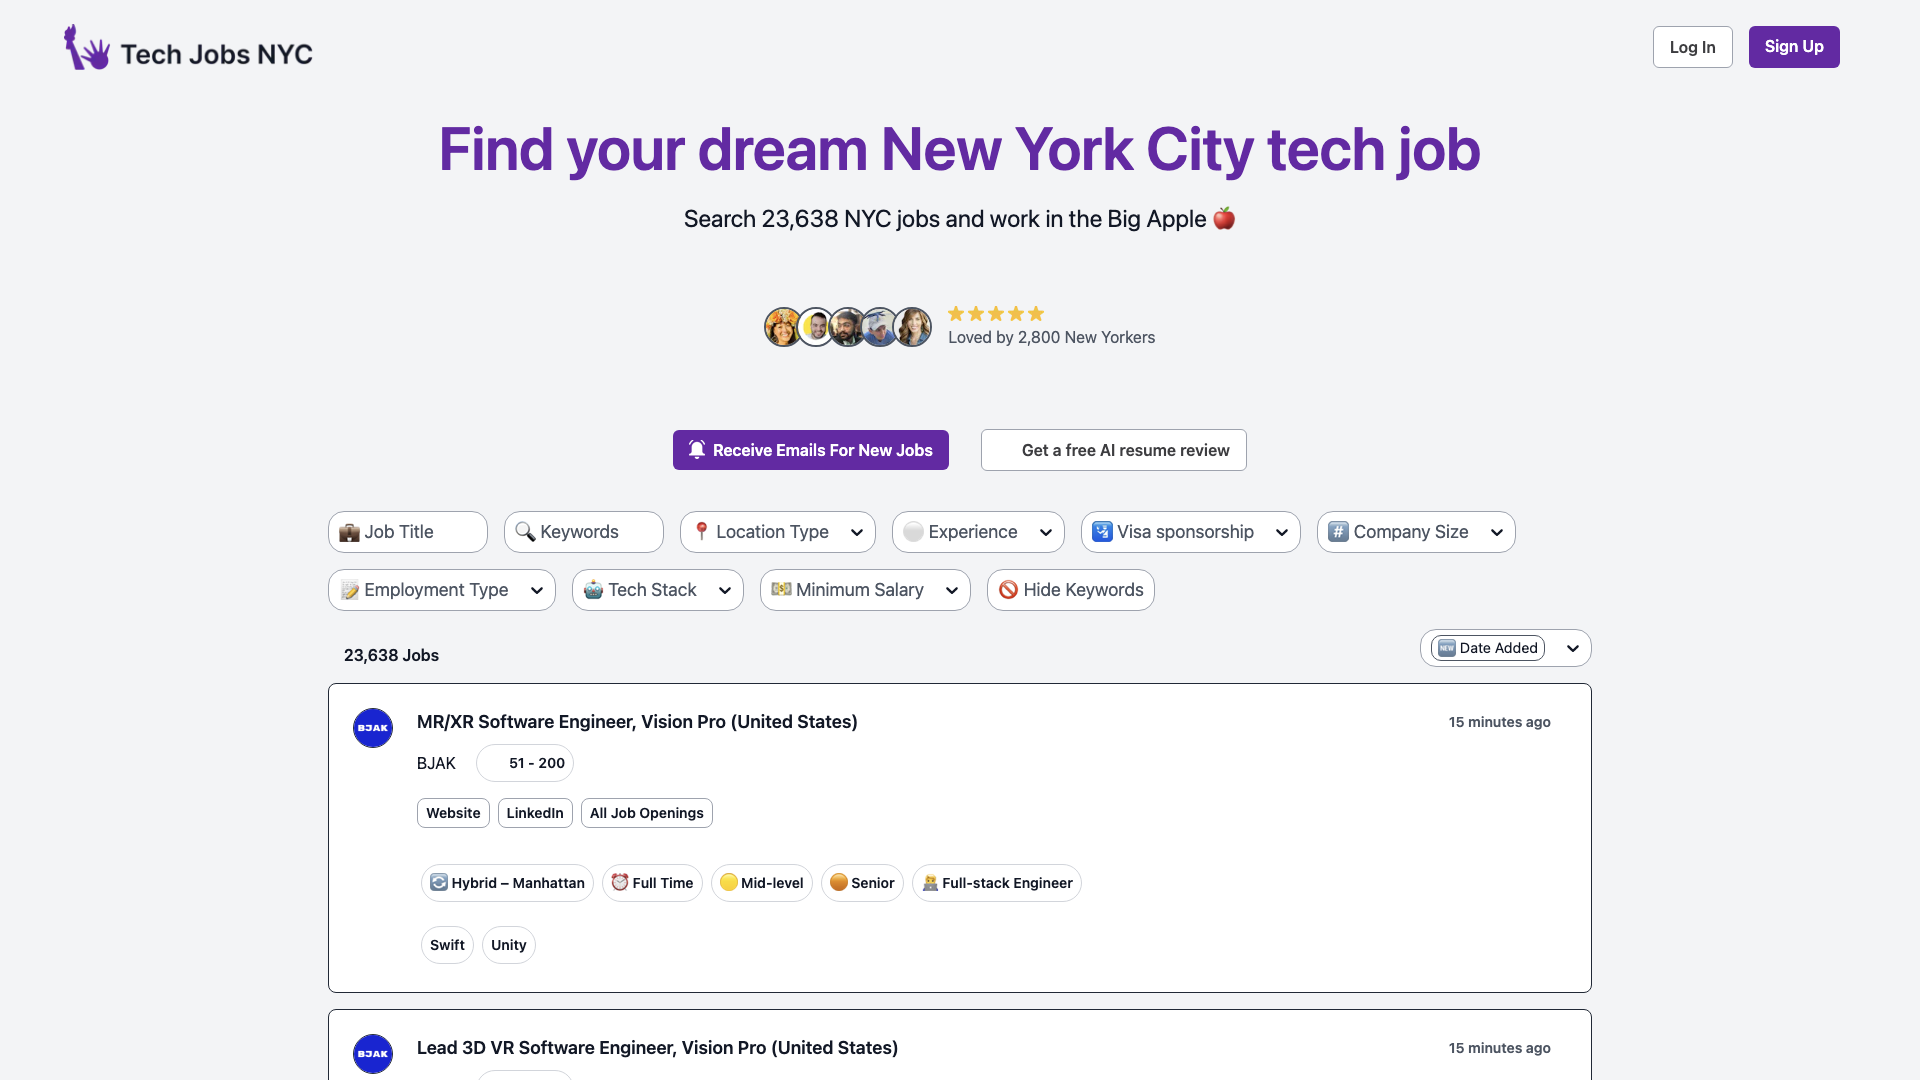 Tech Jobs NYC
Log In
Sign Up
Find your dream New York City tech job
Search 23,638 NYC jobs and work in the Big Apple
Loved by 2,800 New Yorkers
Receive Emails For New Jobs
Get a free AI resume review
Job Title
Keywords
Location Type
Experience
Visa sponsorship
# Company Size
Employment Type
Tech Stack
Minimum Salary
Hide Keywords
23,638 Jobs
NEW Date Added
BJAK
MR/XR Software Engineer, Vision Pro (United States)
15 minutes ago
BJAK
51 - 200
Website
LinkedIn
All Job Openings
Hybrid – Manhattan
Full Time
Mid-level
Senior
Full-stack Engineer
Swift
Unity
BJAK
Lead 3D VR Software Engineer, Vision Pro (United States)
15 minutes ago